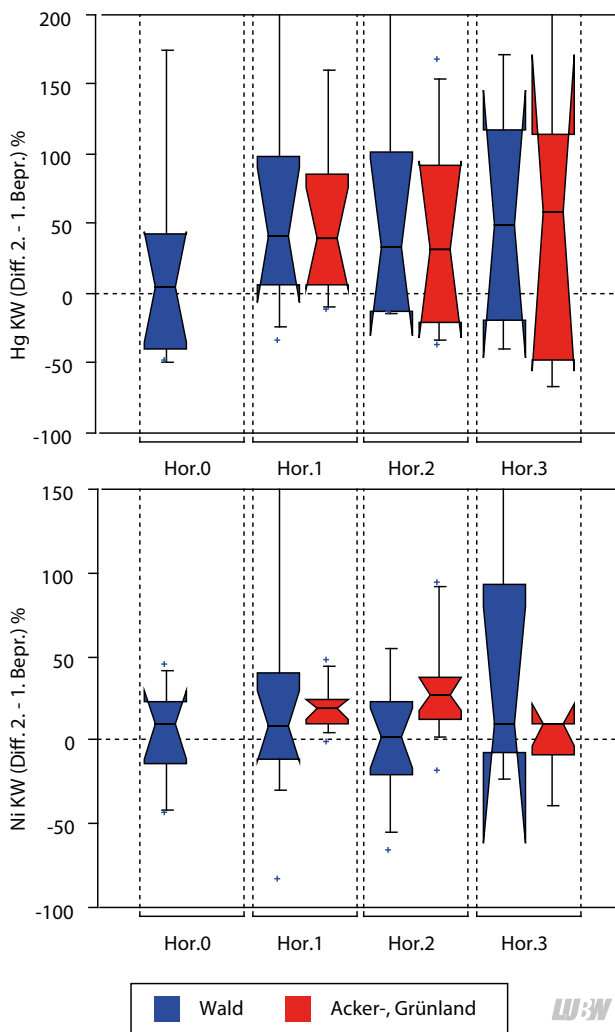 Hg KW (Diff. 2. - 1. Bepr.) %
200
150
100
50
0
-50
-100
Hor.0 Hor.1 Hor.2 Hor.3
Ni KW (Diff. 2. - 1. Bepr.) %
150
100
50
0
-50
-100
Hor.0 Hor.1 Hor.2 Hor.3
Wald Acker-, Grünland
LUBW